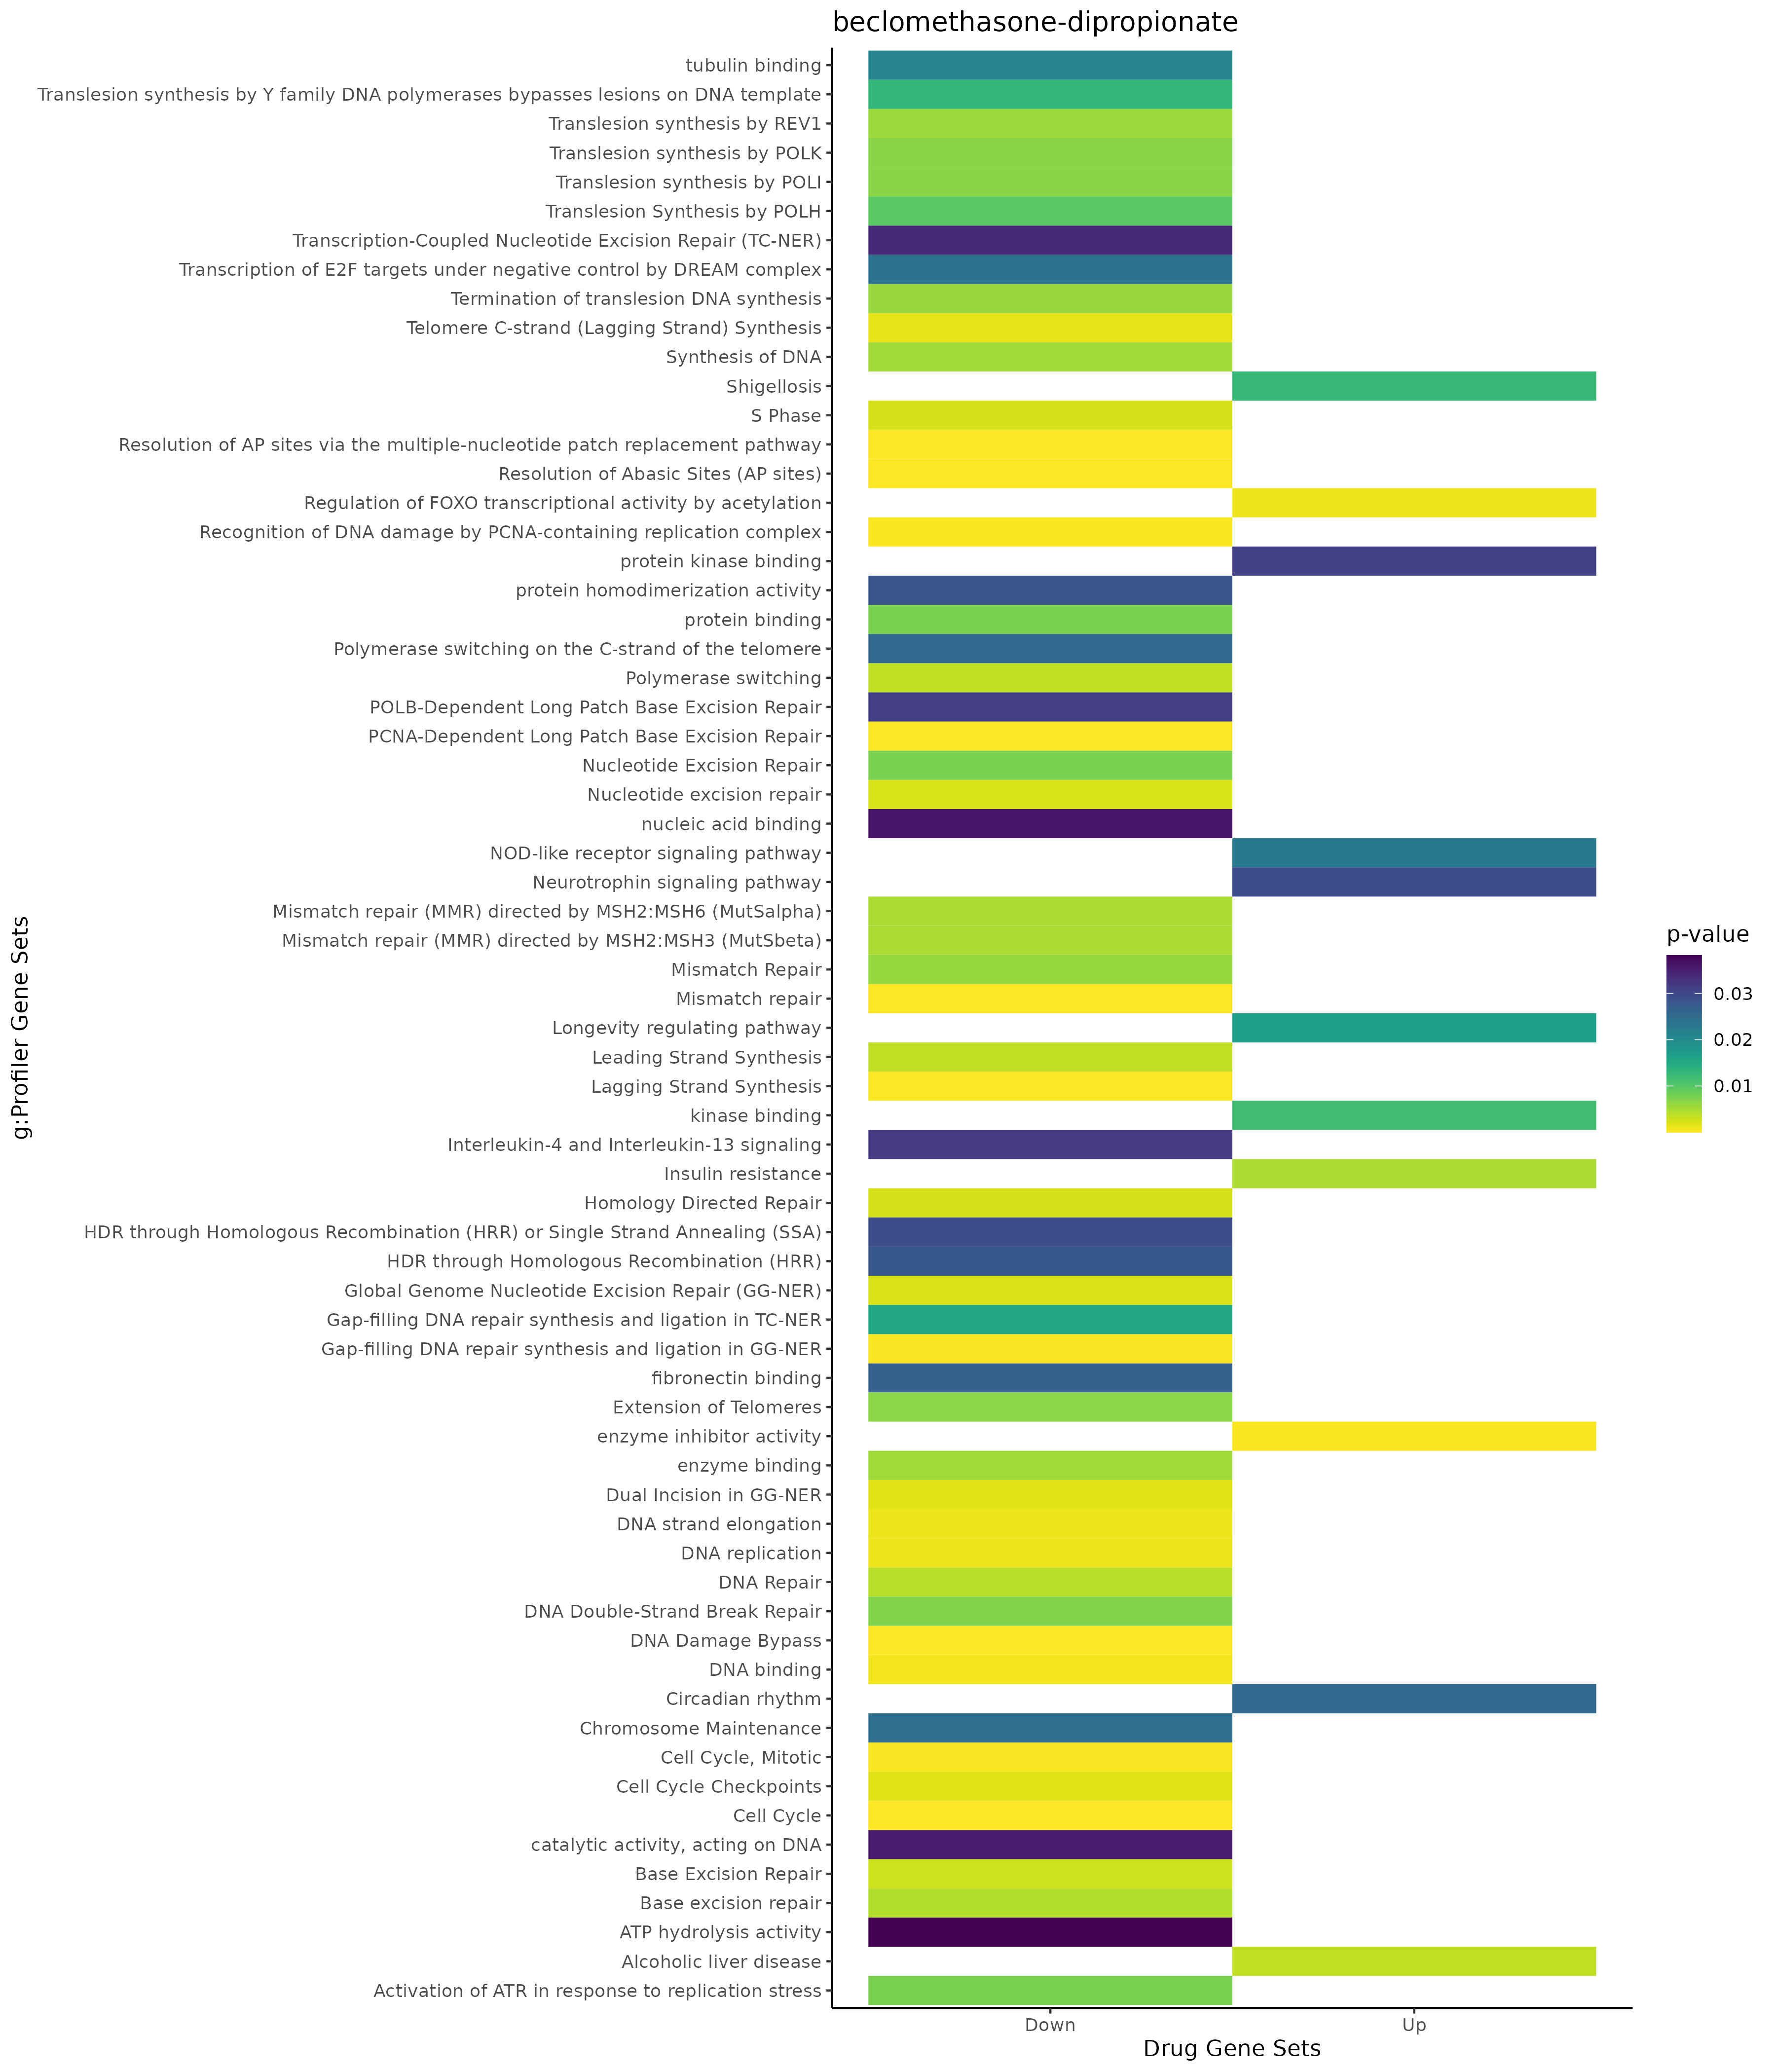 beclomethasone-dipropionate
tubulin binding
Translesion synthesis by Y family DNA polymerases bypasses lesions on DNA template
Translesion synthesis by REV1
Translesion synthesis by POLK
Translesion synthesis by POLI
Translesion Synthesis by POLH
Transcription-Coupled Nucleotide Excision Repair (TC-NER)
Transcription of E2F targets under negative control by DREAM complex
Termination of translesion DNA synthesis
Telomere C-strand (Lagging Strand) Synthesis
Synthesis of DNA
Shigellosis
S Phase
Resolution of AP sites via the multiple-nucleotide patch replacement pathway
Resolution of Abasic Sites (AP sites)
Regulation of FOXO transcriptional activity by acetylation
Recognition of DNA damage by PCNA-containing replication complex
protein kinase binding
protein homodimerization activity
protein binding
Polymerase switching on the C-strand of the telomere
Polymerase switching
POLB-Dependent Long Patch Base Excision Repair
PCNA-Dependent Long Patch Base Excision Repair
Nucleotide Excision Repair
Nucleotide excision repair
nucleic acid binding
NOD-like receptor signaling pathway
Neurotrophin signaling pathway
Mismatch repair (MMR) directed by MSH2:MSH6 (MutSalpha)
Mismatch repair (MMR) directed by MSH2:MSH3 (MutSbeta)
Mismatch Repair
Mismatch repair
Longevity regulating pathway
Leading Strand Synthesis
Lagging Strand Synthesis
kinase binding
Interleukin-4 and Interleukin-13 signaling
Insulin resistance
Homology Directed Repair
HDR through Homologous Recombination (HRR) or Single Strand Annealing (SSA)
HDR through Homologous Recombination (HRR)
Global Genome Nucleotide Excision Repair (GG-NER)
Gap-filling DNA repair synthesis and ligation in TC-NER
Gap-filling DNA repair synthesis and ligation in GG-NER
fibronectin binding
Extension of Telomeres
enzyme inhibitor activity
enzyme binding
Dual Incision in GG-NER
DNA strand elongation
DNA replication
DNA Repair
DNA Double-Strand Break Repair
DNA Damage Bypass
DNA binding
Circadian rhythm
Chromosome Maintenance
Cell Cycle, Mitotic
Cell Cycle Checkpoints
Cell Cycle
catalytic activity, acting on DNA
Base Excision Repair
Base excision repair
ATP hydrolysis activity
Alcoholic liver disease
Activation of ATR in response to replication stress
g:Profiler Gene Sets
Down
Up
Drug Gene Sets
p-value
0.03
0.02
0.01